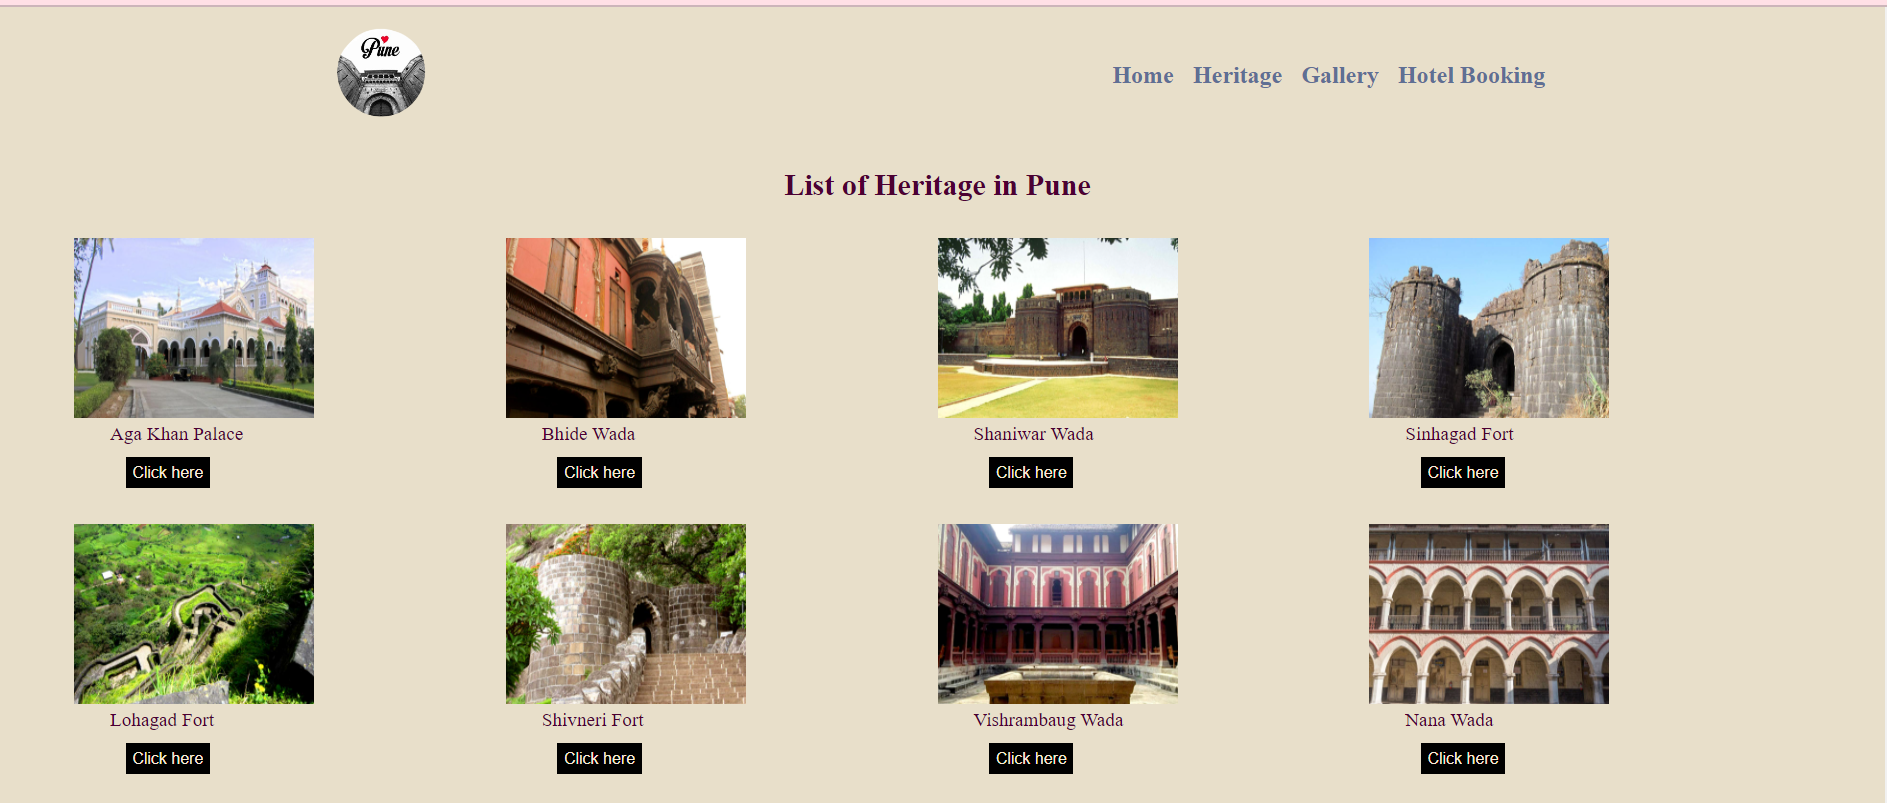 Pune
Home Heritage Gallery Hotel Booking
List of Heritage in Pune
Aga Khan Palace Bhide Wada Shaniwar Wada Sinhagad Fort
Click here Click here Click here Click here
Lohagad Fort Shivneri Fort Vishrambaug Wada Nana Wada
Click here Click here Click here Click here